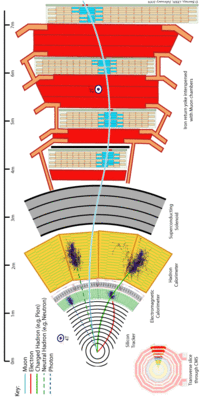 Key:
Muon
Electron
Charged Hadron (e.g. Pion)
Neutral Hadron (e.g. Neutron)
Photon
Transverse slice
through CMS
Silicon
Tracker
Electromagnetic
Calorimeter
Hadron
Calorimeter
Superconducting
Solenoid
Iron return yoke interspersed
with Muon chambers
0m
1m
2m
3m
4m
5m
6m
7m